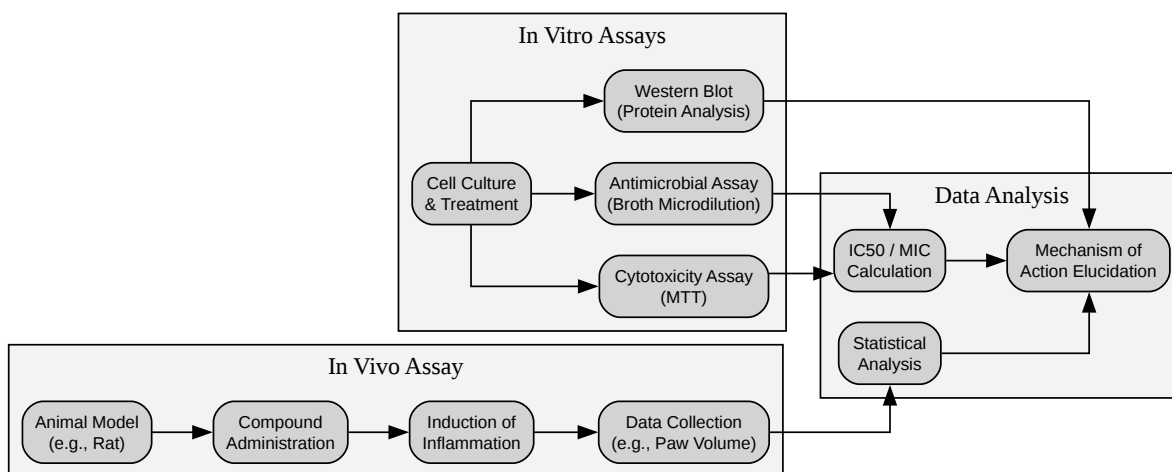 In Vitro Assays
Western Blot
(Protein Analysis)
Cell Culture
& Treatment
Antimicrobial Assay
(Broth Microdilution)
Cytotoxicity Assay
(MTT)
Data Analysis
IC50 / MIC
Calculation
Mechanism of
Action Elucidation
Statistical
Analysis
In Vivo Assay
Animal Model
(e.g., Rat)
Compound
Administration
Induction of
Inflammation
Data Collection
(e.g., Paw Volume)